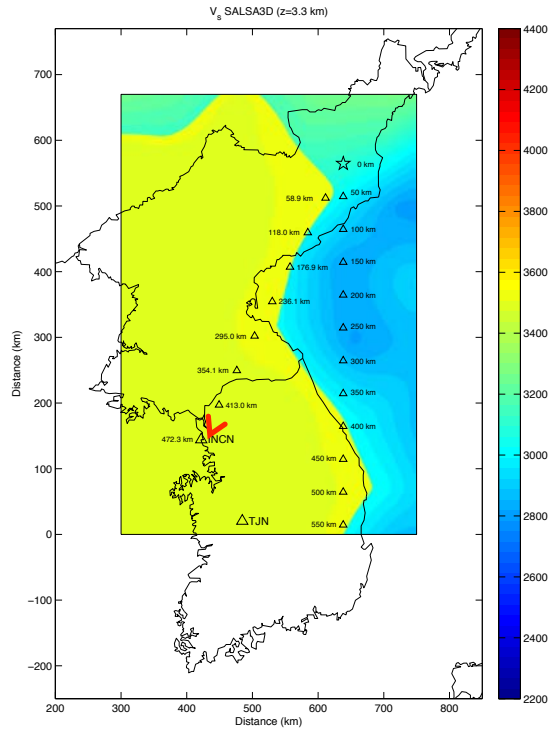 V_s SALSA3D (z=3.3 km)
4400
4200
4000
3800
3600
3400
3200
3000
2800
2600
2400
2200
700
600
500
400
300
200
100
0
−100
−200
Distance (km)
0 km
50 km
58.9 km
100 km
118.0 km
150 km
176.9 km
200 km
236.1 km
250 km
295.0 km
300 km
354.1 km
350 km
413.0 km
400 km
472.3 km
INCN
450 km
500 km
TJN
550 km
200
300
400
500
600
700
800
Distance (km)